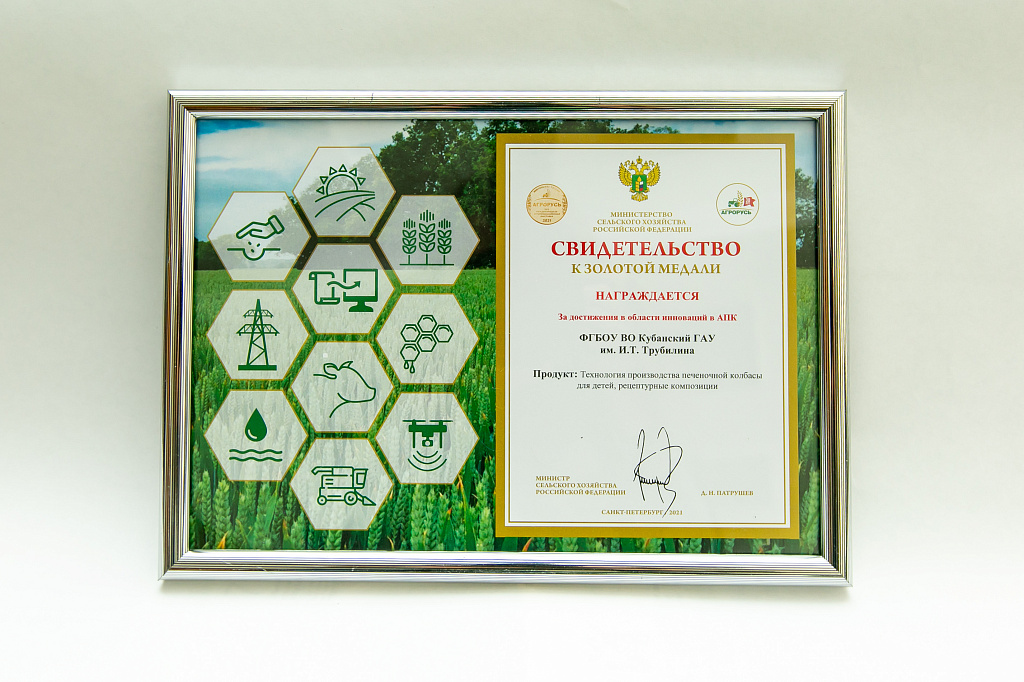 АГРОРУСЬ
2021
АГРОРУСЬ
МИНИСТЕРСТВО
СЕЛЬСКОГО ХОЗЯЙСТВА
РОССИЙСКОЙ ФЕДЕРАЦИИ
СВИДЕТЕЛЬСТВО
К ЗОЛОТОЙ МЕДАЛИ
НАГРАЖДАЕТСЯ
За достижения в области инноваций в АПК
ФГБОУ ВО Кубанский ГАУ
им. И.Т. Трубилина
Продукт: Технология производства печеночной колбасы
для детей, рецептурные композиции
МИНИСТР
СЕЛЬСКОГО ХОЗЯЙСТВА
РОССИЙСКОЙ ФЕДЕРАЦИИ
Д. Н. ПАТРУШЕВ
САНКТ-ПЕТЕРБУРГ / 2021